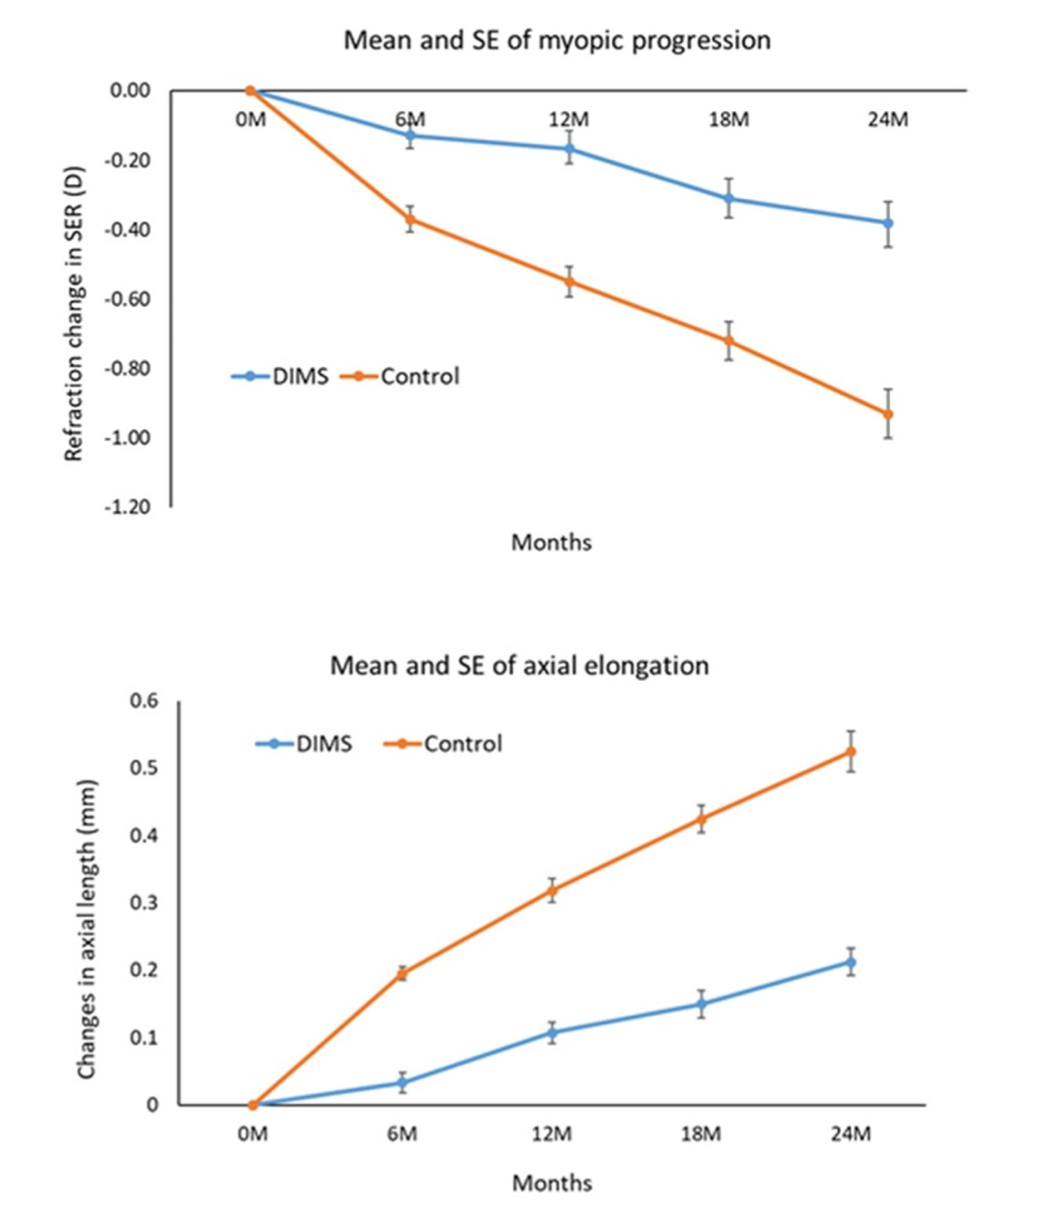 Mean and SE of myopic progression
0.00
0M 6M 12M 18M 24M
-0.20
-0.40
-0.60
-0.80
-1.00
-1.20
Refraction change in SER (D)
DIMS Control
Months
Mean and SE of axial elongation
0.6
0.5
0.4
0.3
0.2
0.1
0
Changes in axial length (mm)
DIMS Control
0M 6M 12M 18M 24M
Months